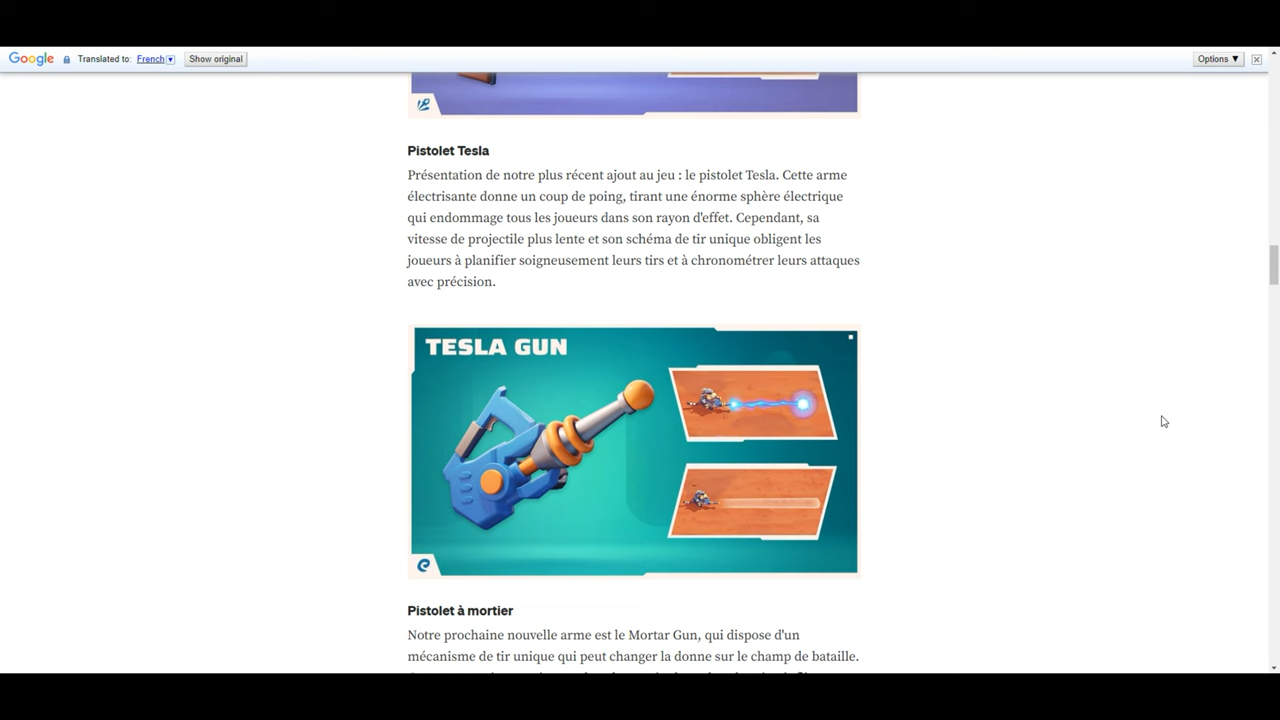 Google Translated to: French ▼ Show original Options ▼
Pistolet Tesla
Présentation de notre plus récent ajout au jeu : le pistolet Tesla. Cette arme
électrisante donne un coup de poing, tirant une énorme sphère électrique
qui endommage tous les joueurs dans son rayon d'effet. Cependant, sa
vitesse de projectile plus lente et son schéma de tir unique obligent les
joueurs à planifier soigneusement leurs tirs et à chronométrer leurs attaques
avec précision.
TESLA GUN
Pistolet à mortier
Notre prochaine nouvelle arme est le Mortar Gun, qui dispose d'un
mécanisme de tir unique qui peut changer la donne sur le champ de bataille.